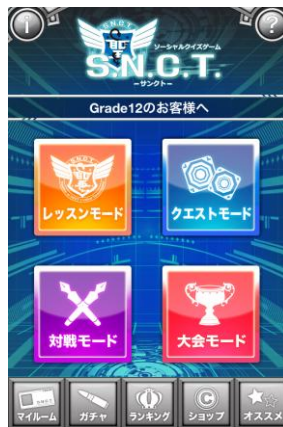 ソーシャルクイズゲーム
S.N.C.T.
－サンクト－
Grade12のお客様へ
レッスンモード
クエストモード
対戦モード
大会モード
マイルーム
ガチャ
ランキング
ショップ
オススメ